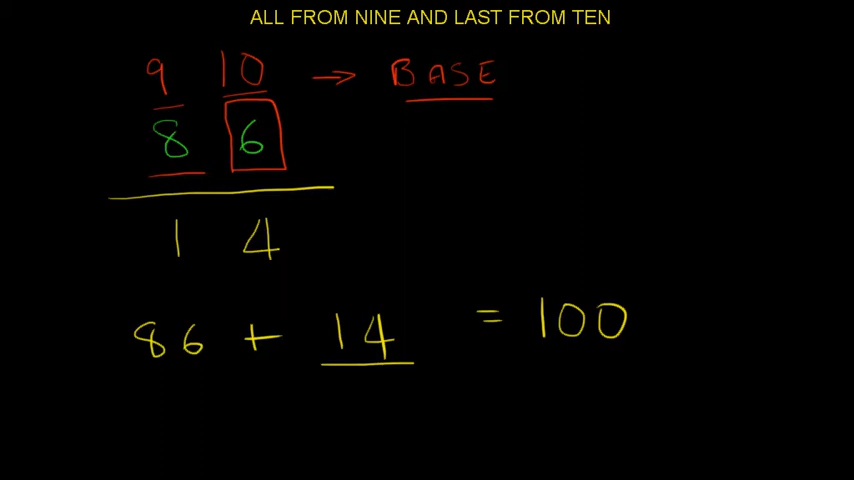 ALL FROM NINE AND LAST FROM TEN
9 10 → BASE
8 6
1 4
86 + 14 = 100